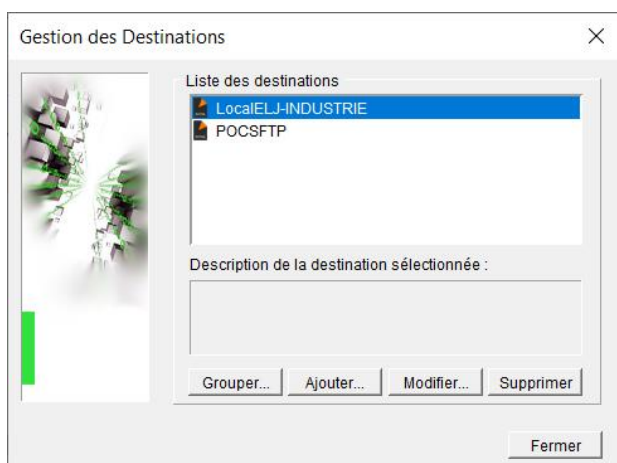 Gestion des Destinations
Liste des destinations
LocalELJ-INDUSTRIE
POCSFTP
Description de la destination sélectionnée :
Grouper... Ajouter... Modifier... Supprimer
Fermer